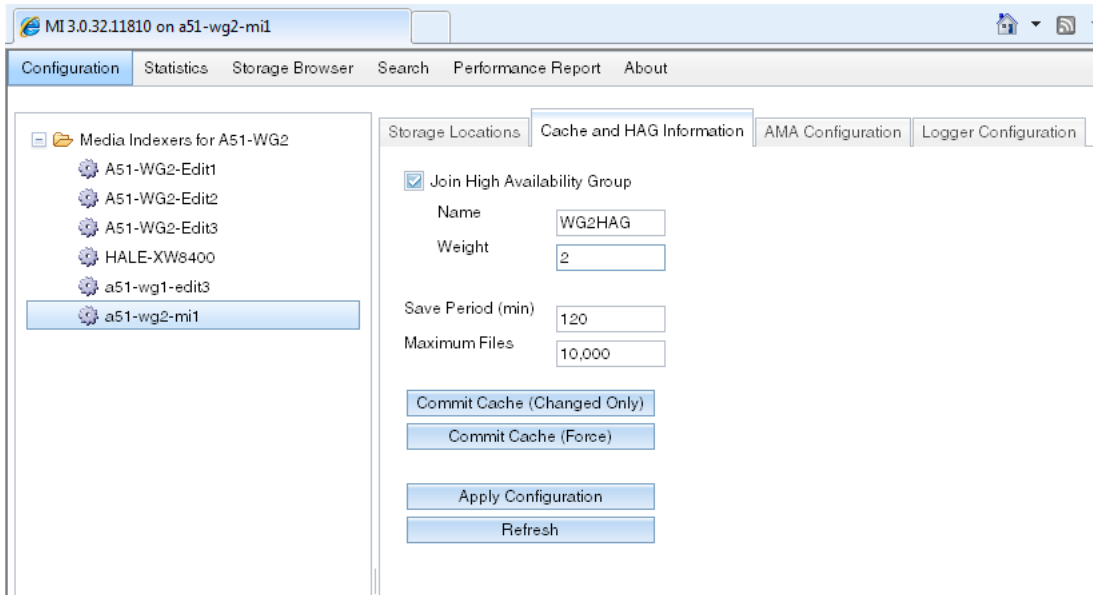 MI 3.0.32.11810 on a51-wg2-mi1
Configuration Statistics Storage Browser Search Performance Report About
Media Indexers for A51-WG2
A51-WG2-Edit1
A51-WG2-Edit2
A51-WG2-Edit3
HALE-XW8400
a51-wg1-edit3
a51-wg2-mi1
Storage Locations Cache and HAG Information AMA Configuration Logger Configuration
Join High Availability Group
Name WG2HAG
Weight 2
Save Period (min) 120
Maximum Files 10,000
Commit Cache (Changed Only)
Commit Cache (Force)
Apply Configuration
Refresh